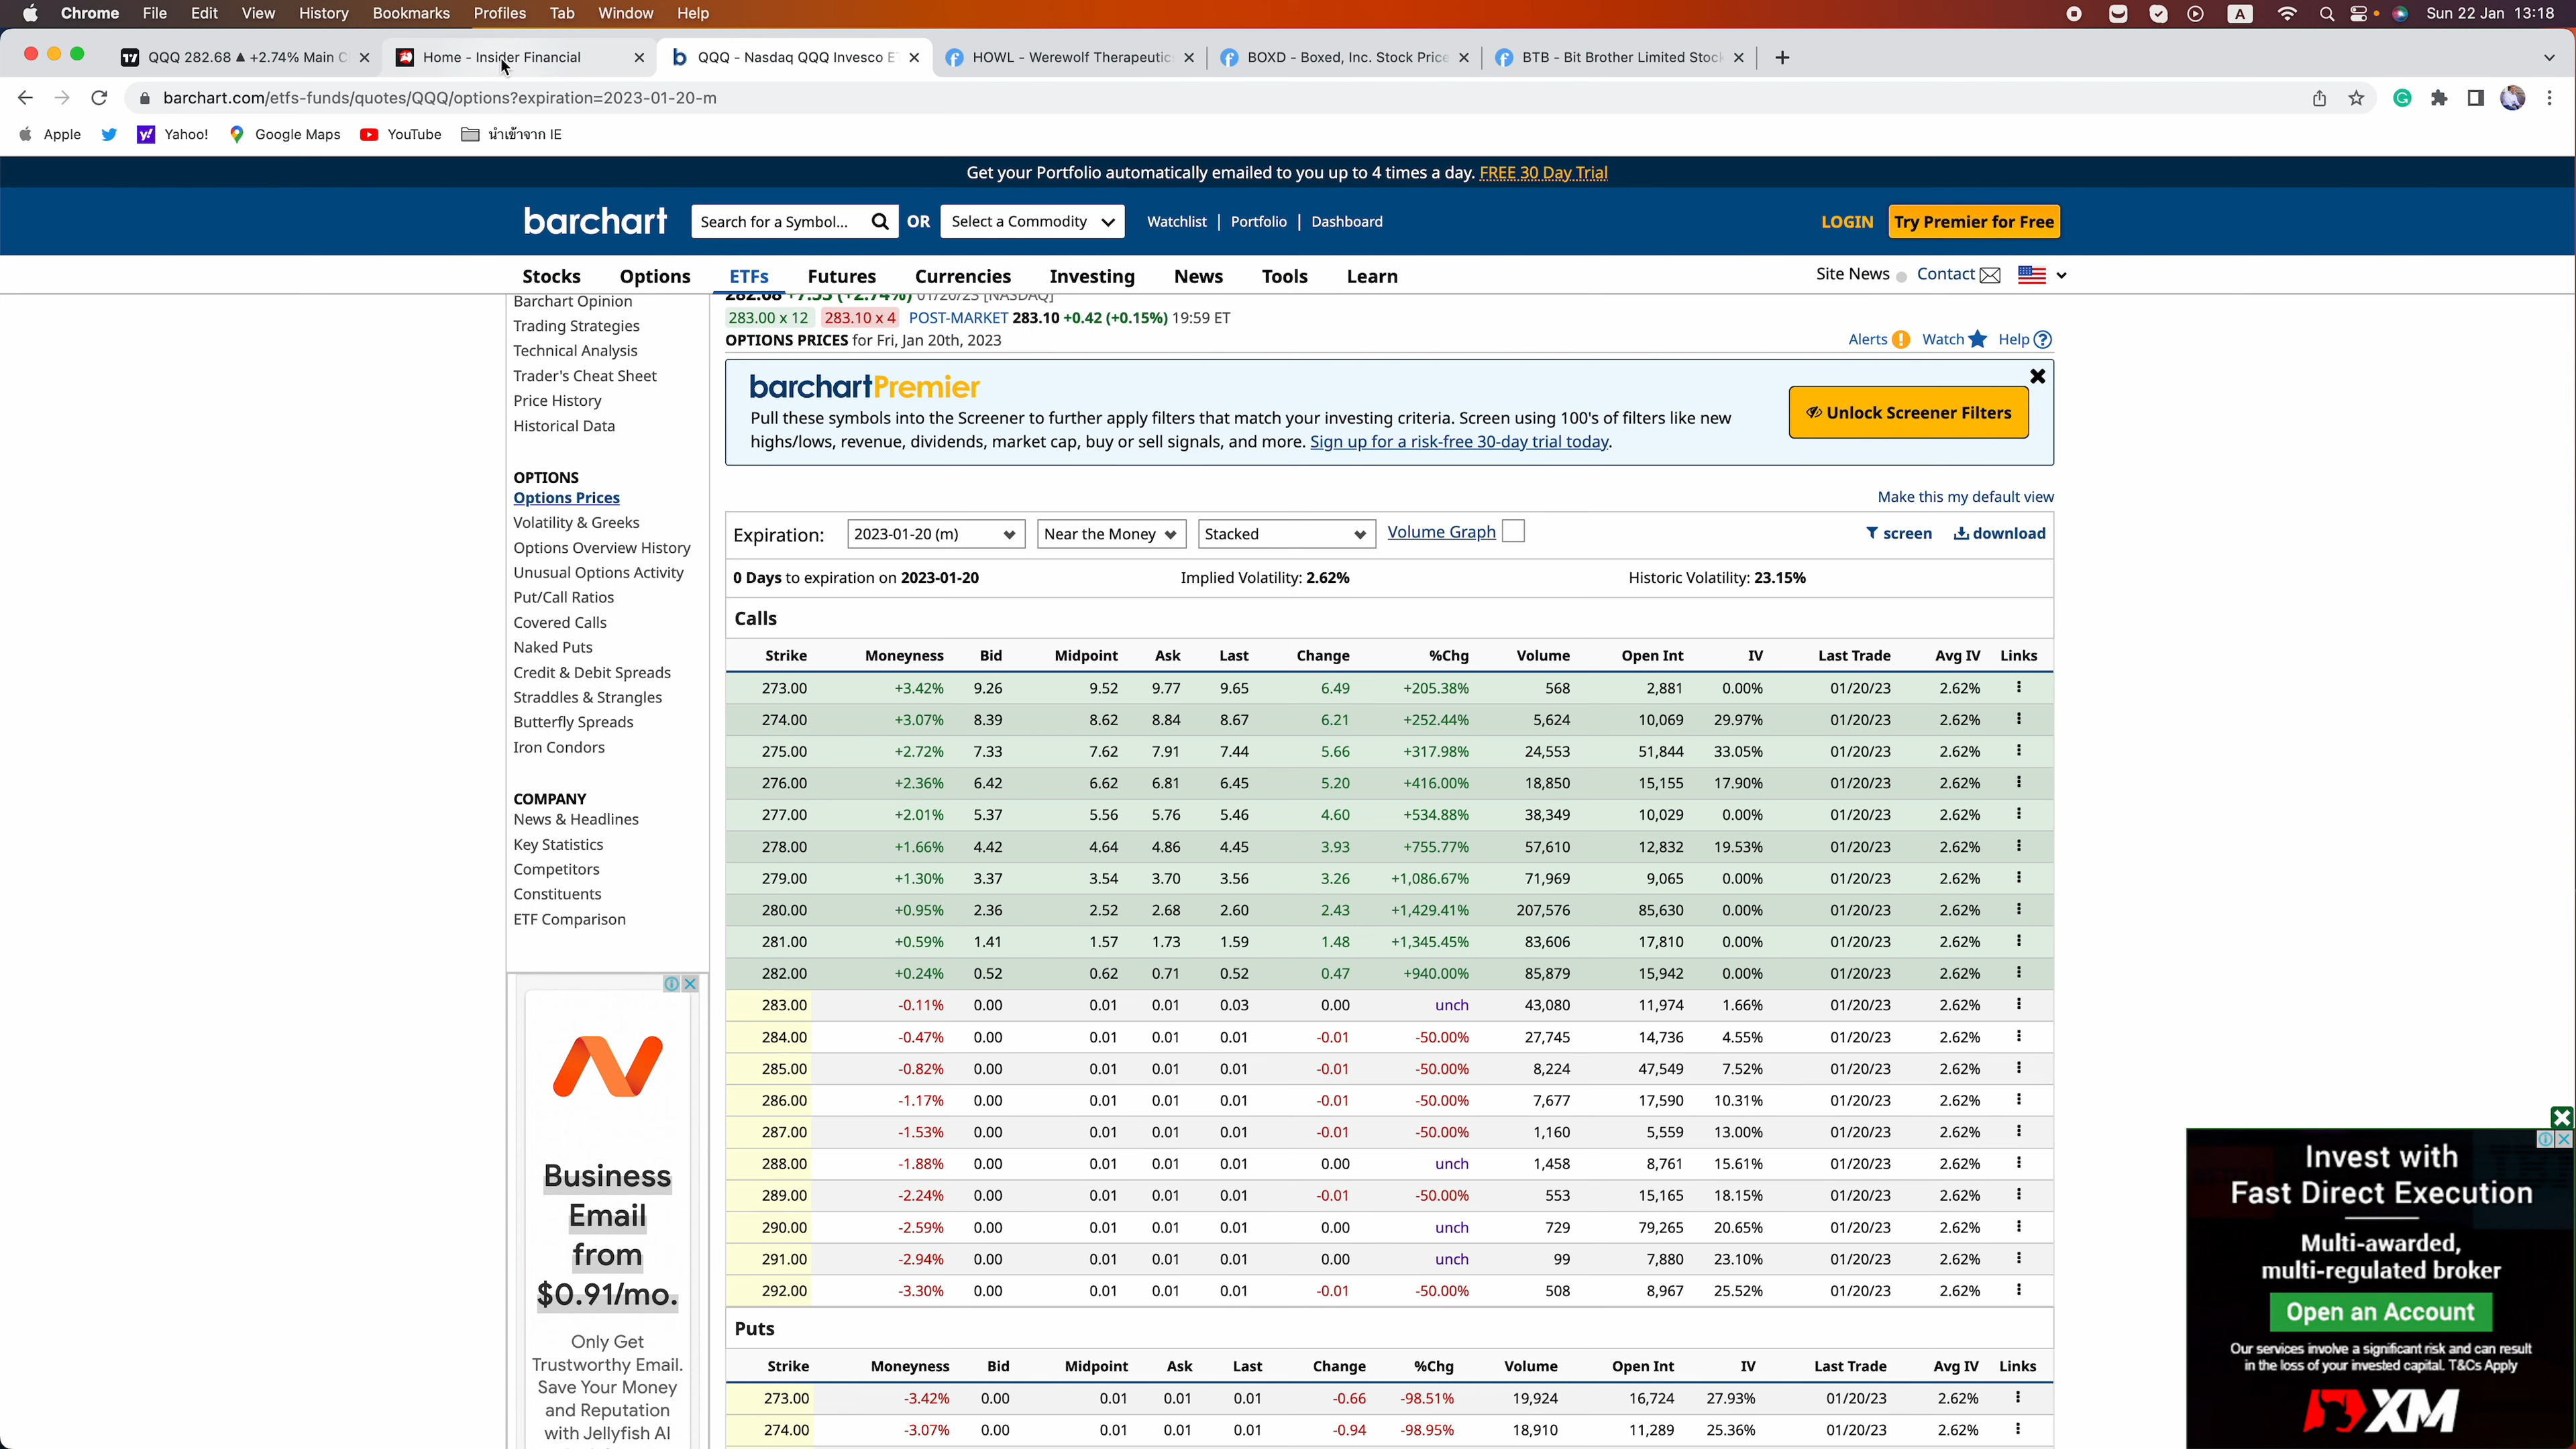 Chrome File Edit View History Bookmarks Profiles Tab Window Help A Sun 22 Jan 13:18
QQQ 282.68 ▲ +2.74% Main C Home - Insider Financial QQQ - Nasdaq QQQ Invesco E HOWL - Werewolf Therapeutic BOXD - Boxed, Inc. Stock Price BTB - Bit Brother Limited Stock
barchart.com/etfs-funds/quotes/QQQ/options?expiration=2023-01-20-m
Apple Yahoo! Google Maps YouTube นำเข้าจาก IE
Get your Portfolio automatically emailed to you up to 4 times a day. FREE 30 Day Trial
barchart Search for a Symbol... OR Select a Commodity Watchlist | Portfolio | Dashboard LOGIN Try Premier for Free
Stocks Options ETFs Futures Currencies Investing News Tools Learn Site News Contact
282.68 +7.53 (+2.74%) 01/20/23 [NASDAQ]
283.00 x 12 283.10 x 4 POST-MARKET 283.10 +0.42 (+0.15%) 19:59 ET
OPTIONS PRICES for Fri, Jan 20th, 2023 Alerts Watch Help
Barchart Opinion
Trading Strategies
Technical Analysis
Trader's Cheat Sheet
Price History
Historical Data
OPTIONS
Options Prices
Volatility & Greeks
Options Overview History
Unusual Options Activity
Put/Call Ratios
Covered Calls
Naked Puts
Credit & Debit Spreads
Straddles & Strangles
Butterfly Spreads
Iron Condors
COMPANY
News & Headlines
Key Statistics
Competitors
Constituents
ETF Comparison
barchartPremier
Pull these symbols into the Screener to further apply filters that match your investing criteria. Screen using 100's of filters like new
highs/lows, revenue, dividends, market cap, buy or sell signals, and more. Sign up for a risk-free 30-day trial today.
Unlock Screener Filters
Make this my default view
Expiration: 2023-01-20 (m) Near the Money Stacked Volume Graph screen download
0 Days to expiration on 2023-01-20 Implied Volatility: 2.62% Historic Volatility: 23.15%
Calls
Strike Moneyness Bid Midpoint Ask Last Change %Chg Volume Open Int IV Last Trade Avg IV Links
273.00 +3.42% 9.26 9.52 9.77 9.65 6.49 +205.38% 568 2,881 0.00% 01/20/23 2.62%
274.00 +3.07% 8.39 8.62 8.84 8.67 6.21 +252.44% 5,624 10,069 29.97% 01/20/23 2.62%
275.00 +2.72% 7.33 7.62 7.91 7.44 5.66 +317.98% 24,553 51,844 33.05% 01/20/23 2.62%
276.00 +2.36% 6.42 6.62 6.81 6.45 5.20 +416.00% 18,850 15,155 17.90% 01/20/23 2.62%
277.00 +2.01% 5.37 5.56 5.76 5.46 4.60 +534.88% 38,349 10,029 0.00% 01/20/23 2.62%
278.00 +1.66% 4.42 4.64 4.86 4.45 3.93 +755.77% 57,610 12,832 19.53% 01/20/23 2.62%
279.00 +1.30% 3.37 3.54 3.70 3.56 3.26 +1,086.67% 71,969 9,065 0.00% 01/20/23 2.62%
280.00 +0.95% 2.36 2.52 2.68 2.60 2.43 +1,429.41% 207,576 85,630 0.00% 01/20/23 2.62%
281.00 +0.59% 1.41 1.57 1.73 1.59 1.48 +1,345.45% 83,606 17,810 0.00% 01/20/23 2.62%
282.00 +0.24% 0.52 0.62 0.71 0.52 0.47 +940.00% 85,879 15,942 0.00% 01/20/23 2.62%
283.00 -0.11% 0.00 0.01 0.01 0.03 0.00 unch 43,080 11,974 1.66% 01/20/23 2.62%
284.00 -0.47% 0.00 0.01 0.01 0.01 -0.01 -50.00% 27,745 14,736 4.55% 01/20/23 2.62%
285.00 -0.82% 0.00 0.01 0.01 0.01 -0.01 -50.00% 8,224 47,549 7.52% 01/20/23 2.62%
286.00 -1.17% 0.00 0.01 0.01 0.01 -0.01 -50.00% 7,677 17,590 10.31% 01/20/23 2.62%
287.00 -1.53% 0.00 0.01 0.01 0.01 -0.01 -50.00% 1,160 5,559 13.00% 01/20/23 2.62%
288.00 -1.88% 0.00 0.01 0.01 0.01 0.00 unch 1,458 8,761 15.61% 01/20/23 2.62%
289.00 -2.24% 0.00 0.01 0.01 0.01 -0.01 -50.00% 553 15,165 18.15% 01/20/23 2.62%
290.00 -2.59% 0.00 0.01 0.01 0.01 0.00 unch 729 79,265 20.65% 01/20/23 2.62%
291.00 -2.94% 0.00 0.01 0.01 0.01 0.00 unch 99 7,880 23.10% 01/20/23 2.62%
292.00 -3.30% 0.00 0.01 0.01 0.01 -0.01 -50.00% 508 8,967 25.52% 01/20/23 2.62%
Puts
Strike Moneyness Bid Midpoint Ask Last Change %Chg Volume Open Int IV Last Trade Avg IV Links
273.00 -3.42% 0.00 0.01 0.01 0.01 -0.66 -98.51% 19,924 16,724 27.93% 01/20/23 2.62%
274.00 -3.07% 0.00 0.01 0.01 0.01 -0.94 -98.95% 18,910 11,289 25.36% 01/20/23 2.62%
Business
Email
from
$0.91/mo.
Only Get
Trustworthy Email.
Save Your Money
and Reputation
with Jellyfish AI
Invest with
Fast Direct Execution
Multi-awarded,
multi-regulated broker
Open an Account
Our services involve a significant risk and can result
in the loss of your invested capital. T&Cs Apply
XM